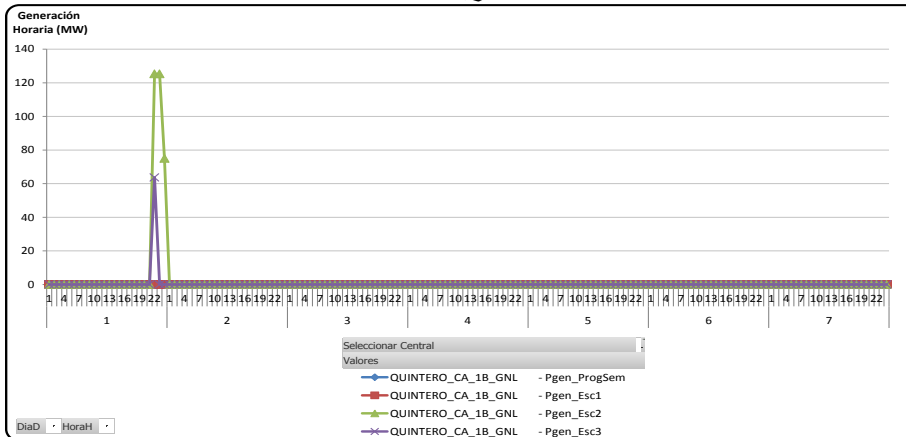 Generación
Horaria (MW)
140
120
100
80
60
40
20
0
1 4 7 10 13 16 19 22 1 4 7 10 13 16 19 22 1 4 7 10 13 16 19 22 1 4 7 10 13 16 19 22 1 4 7 10 13 16 19 22 1 4 7 10 13 16 19 22 1 4 7 10 13 16 19 22
1 2 3 4 5 6 7
Seleccionar Central
Valores
QUINTERO_CA_1B_GNL - Pgen_ProgSem
QUINTERO_CA_1B_GNL - Pgen_Esc1
QUINTERO_CA_1B_GNL - Pgen_Esc2
QUINTERO_CA_1B_GNL - Pgen_Esc3
DiaD HoraH